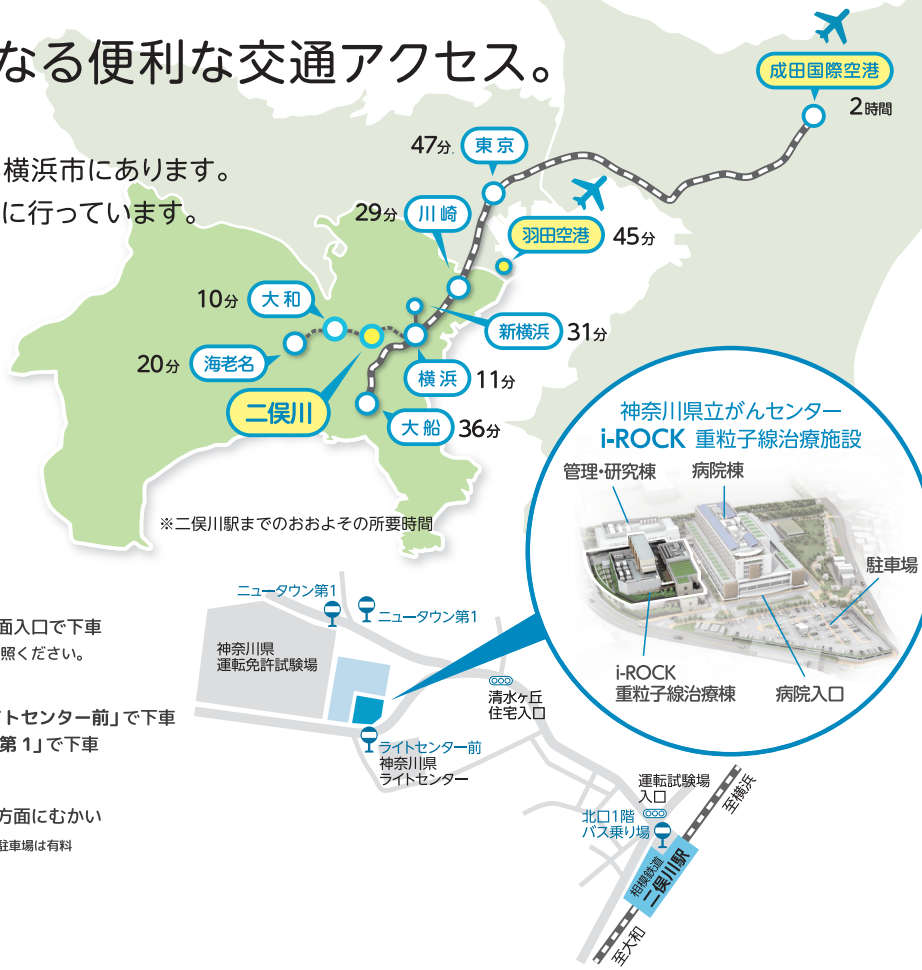 なる便利な交通アクセス。
横浜市にあります。
に行っています。
成田国際空港
2時間
47分
東京
29分
川崎
羽田空港
45分
10分
大和
新横浜
31分
20分
海老名
横浜
11分
二俣川
大船
36分
※二俣川駅までのおおよその所要時間
神奈川県立がんセンター
i-ROCK 重粒子線治療施設
管理・研究棟
病院棟
駐車場
i-ROCK
重粒子線治療棟
病院入口
面入口で下車
照ください。
イトセンター前」で下車
第1」で下車
方面にむかい
駐車場は有料
ニュータウン第1
ニュータウン第1
神奈川県
運転免許試験場
清水ヶ丘
住宅入口
ライトセンター前
神奈川県
ライトセンター
運転試験場
入口
北口1階
バス乗り場
至横浜
相模鉄道
二俣川駅
至大和